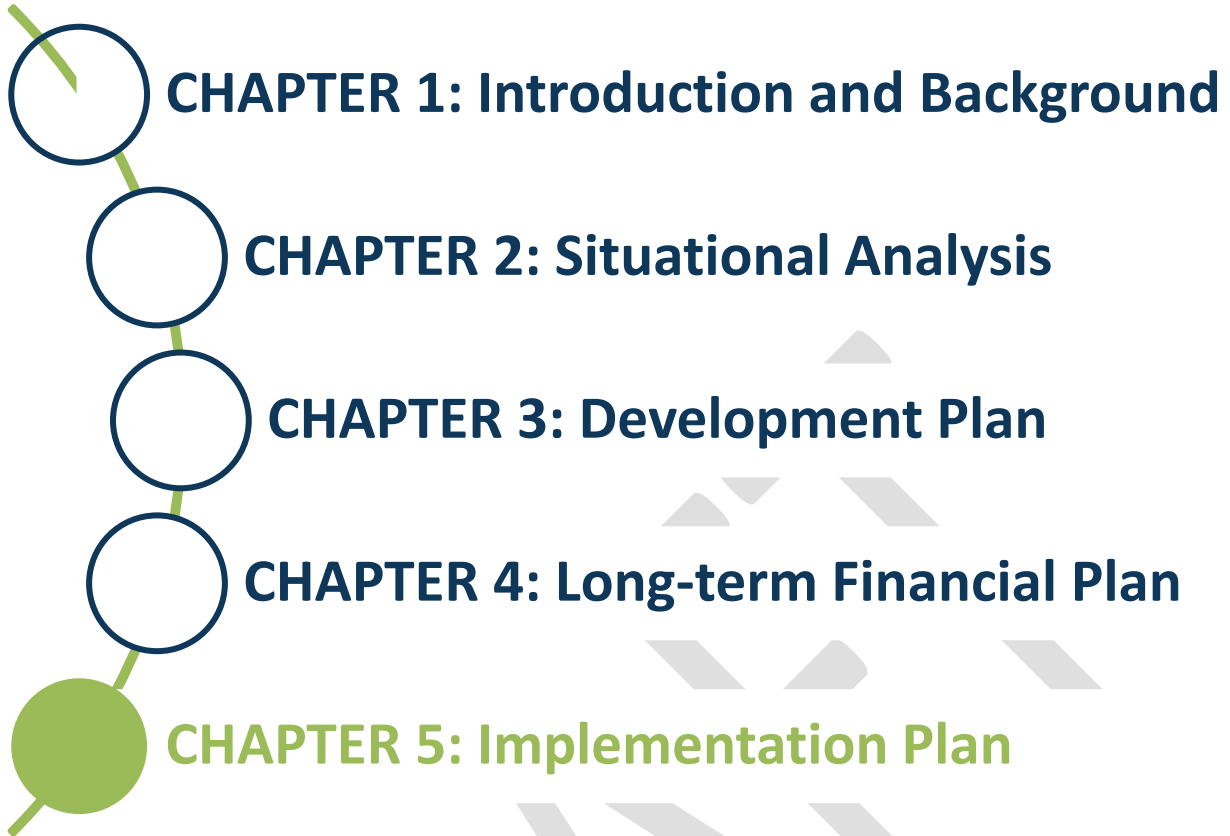 CHAPTER 1: Introduction and Background
CHAPTER 2: Situational Analysis
CHAPTER 3: Development Plan
CHAPTER 4: Long-term Financial Plan
CHAPTER 5: Implementation Plan